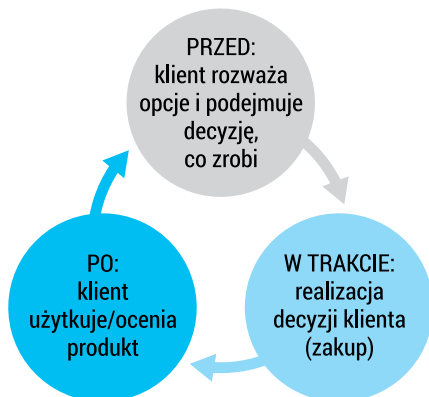 PRZED:
klient rozważa
opcje i podejmuje
decyzję,
co zrobi
W TRAKCIE:
realizacja
decyzji klienta
(zakup)
PO:
klient
użytkuje/ocenia
produkt